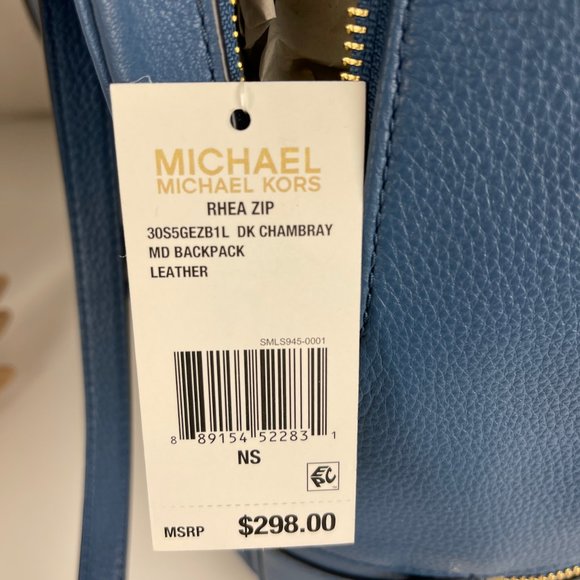 MICHAEL
MICHAEL KORS
RHEA ZIP
30S5GEZB1L DK CHAMBRAY
MD BACKPACK
LEATHER
SMLS945-0001
8 89154 52283 1
NS
EPC
MSRP $298.00